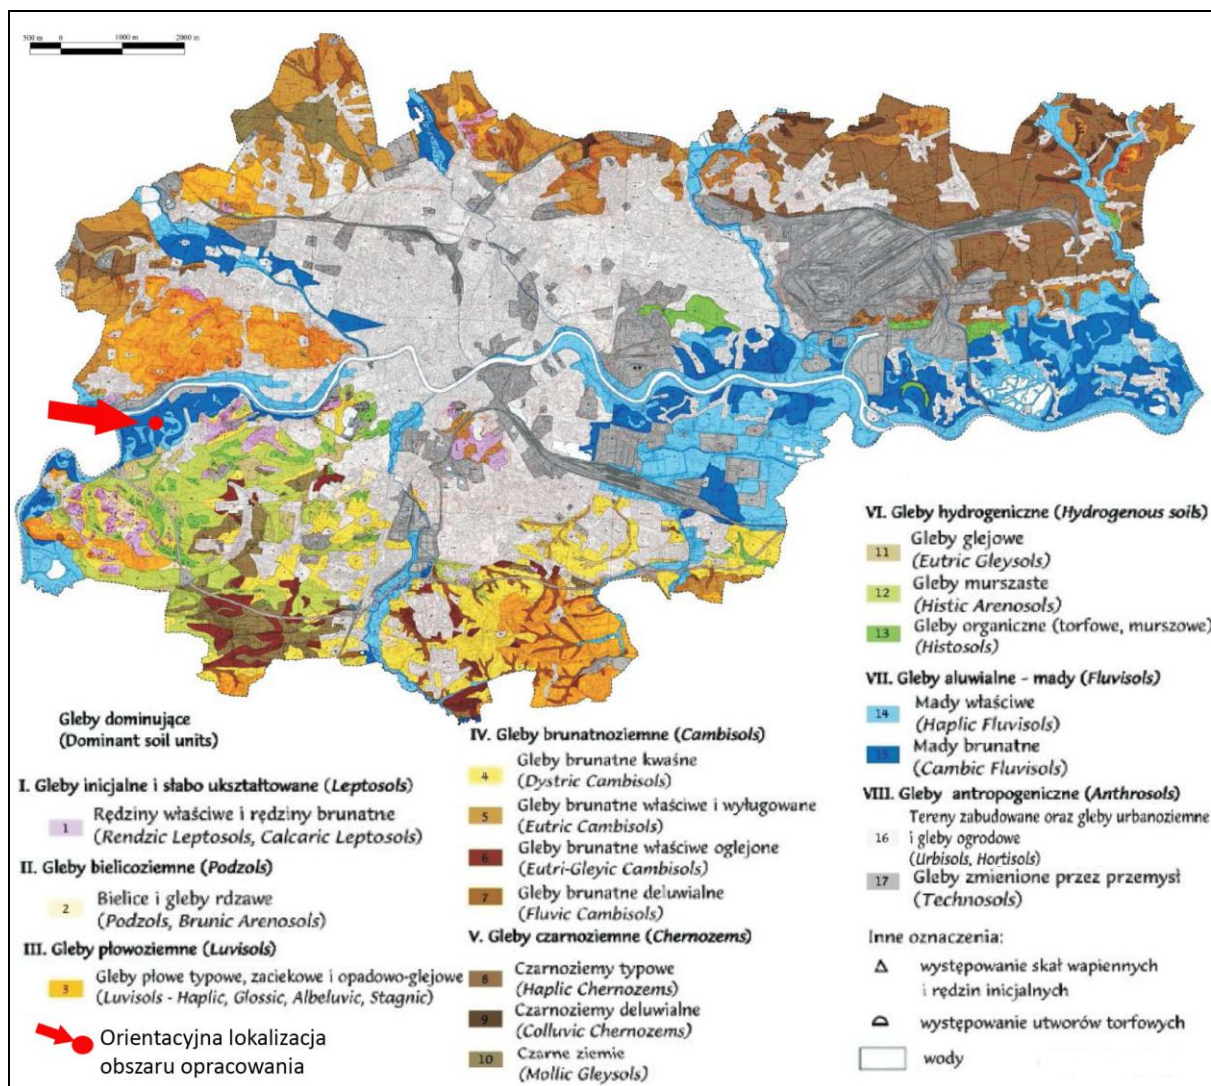 500 m 0 1000 m 2000 m
Gleby dominujące
(Dominant soil units)
I. Gleby inicjalne i słabo ukształtowane (Leptosols)
1 Rędziny właściwe i rędziny brunatne
(Rendzic Leptosols, Calcaric Leptosols)
II. Gleby bielicoziemne (Podzols)
2 Bielice i gleby rdzawe
(Podzols, Brunic Arenosols)
III. Gleby płowoziemne (Luvisols)
3 Gleby płowe typowe, zaciekowe i opadowo-glejowe
(Luvisols - Haplic, Glossic, Albeluvic, Stagnic)
Orientacyjna lokalizacja
obszaru opracowania
IV. Gleby brunatnoziemne (Cambisols)
4 Gleby brunatne kwaśne
(Dystric Cambisols)
5 Gleby brunatne właściwe i wyługowane
(Eutric Cambisols)
6 Gleby brunatne właściwe oglejone
(Eutri-Gleyic Cambisols)
7 Gleby brunatne deluwialne
(Fluvic Cambisols)
V. Gleby czarnoziemne (Chernozems)
8 Czarnoziemy typowe
(Haplic Chernozems)
9 Czarnoziemy deluwialne
(Colluvic Chernozems)
10 Czarne ziemie
(Mollic Gleysols)
VI. Gleby hydrogeniczne (Hydrogenous soils)
11 Gleby glejowe
(Eutric Gleysols)
12 Gleby murszaste
(Histic Arenosols)
13 Gleby organiczne (torfowe, murszowe)
(Histosols)
VII. Gleby aluwialne - mady (Fluvisols)
14 Mady właściwe
(Haplic Fluvisols)
15 Mady brunatne
(Cambic Fluvisols)
VIII. Gleby antropogeniczne (Anthrosols)
Tereny zabudowane oraz gleby urbanoziemne
16 i gleby ogrodowe
(Urbisols, Hortisols)
17 Gleby zmienione przez przemysł
(Technosols)
Inne oznaczenia:
występowanie skał wapiennych
i rędzin inicjalnych
występowanie utworów torfowych
wody